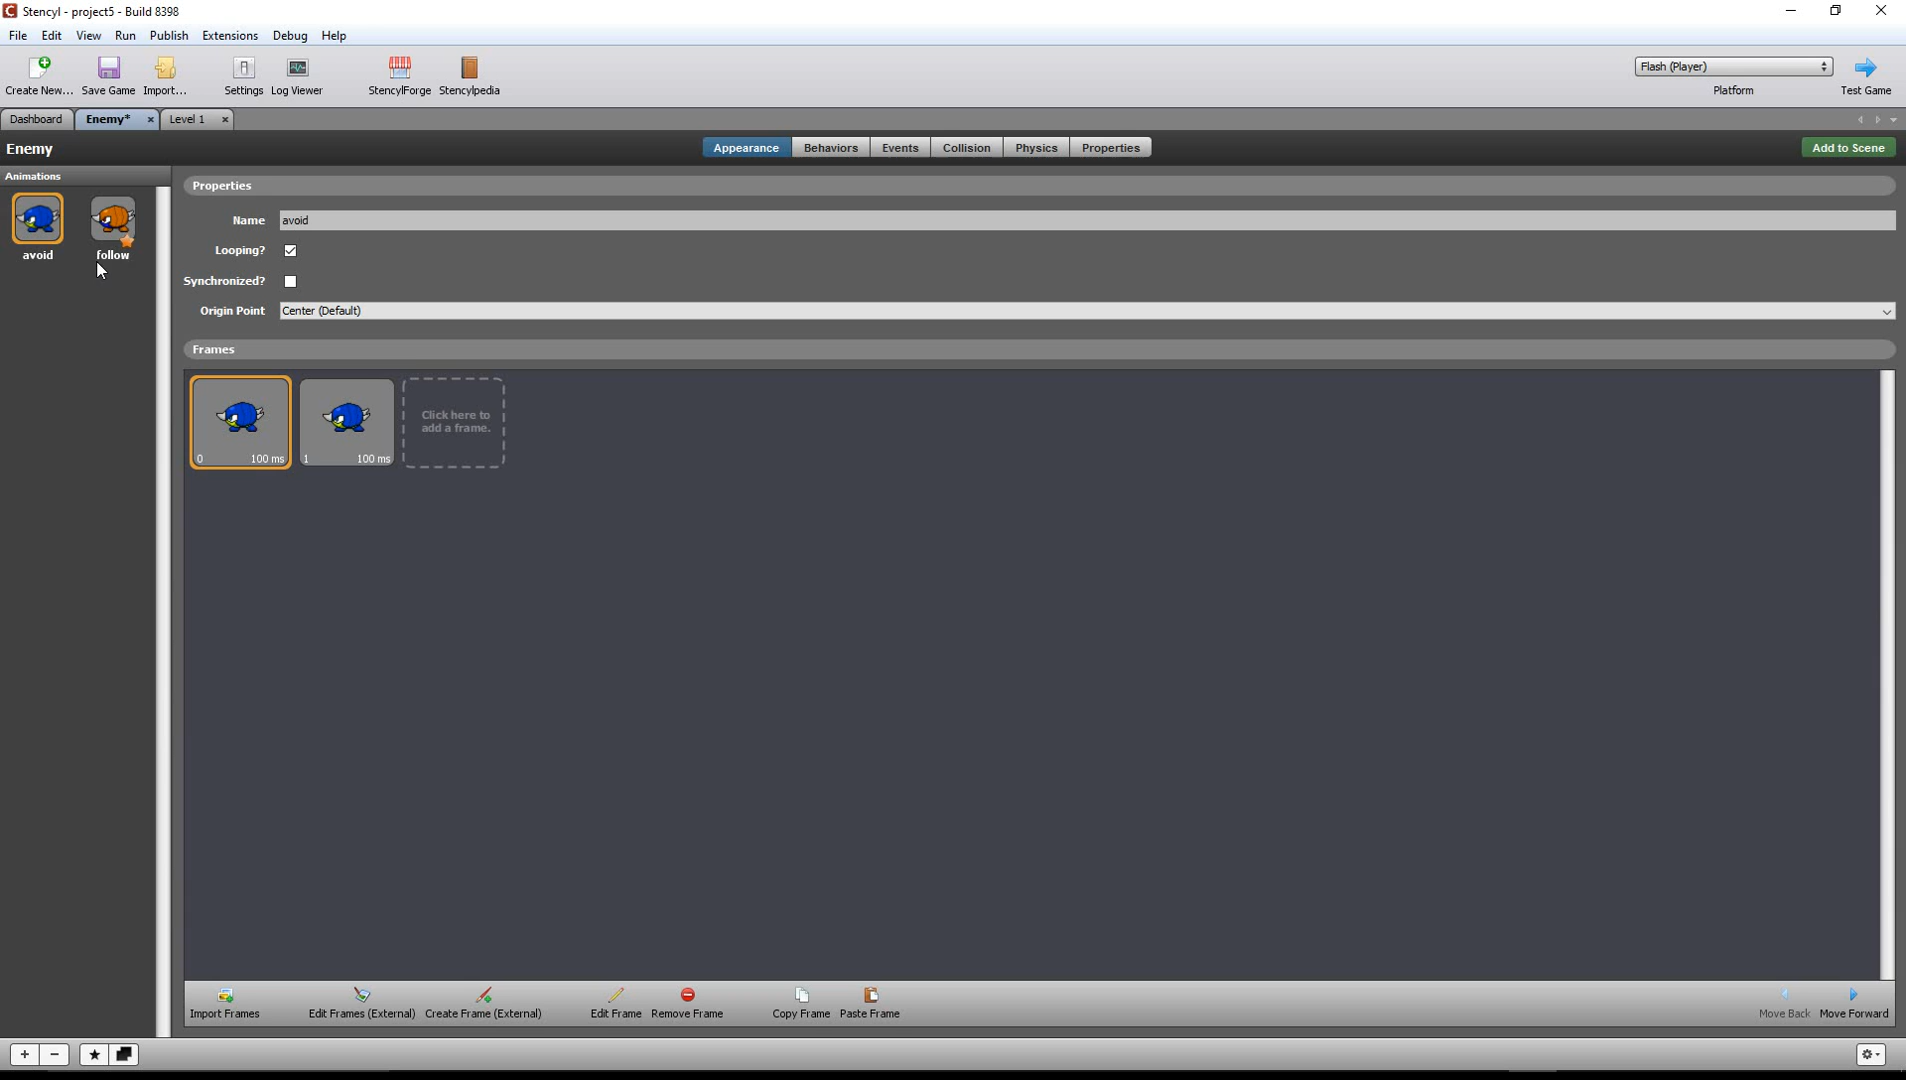 Stencyl - project5 - Build 8398
File Edit View Run Publish Extensions Debug Help
Create New... Save Game Import... Settings Log Viewer StencylForge Stencylpedia
Flash (Player)
Platform Test Game
Dashboard Enemy* × Level 1 ×
Enemy
Appearance Behaviors Events Collision Physics Properties
Add to Scene
Animations
avoid follow
Properties
Name avoid
Looping?
Synchronized?
Origin Point Center (Default)
Frames
0 100 ms
1 100 ms
Click here to
add a frame.
Import Frames Edit Frames (External) Create Frame (External) Edit Frame Remove Frame Copy Frame Paste Frame Move Back Move Forward